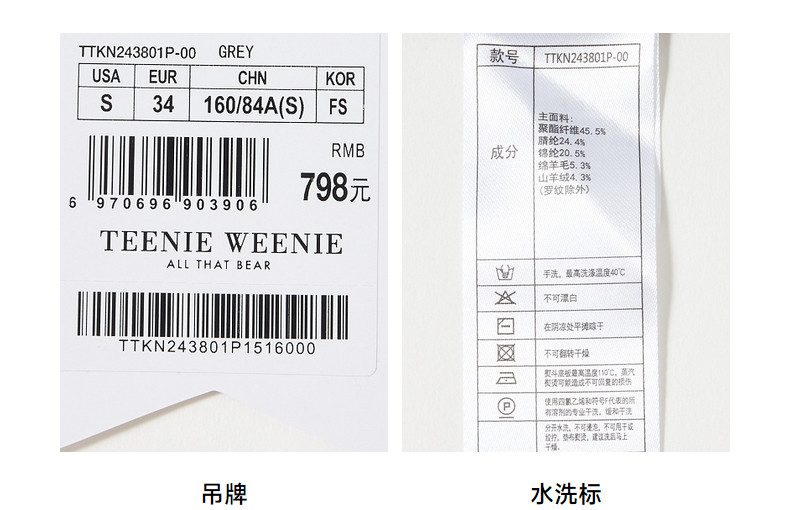 TTKN243801P-00 GREY
USA EUR CHN KOR
S 34 160/84A(S) FS
RMB
798元
6 970696 903906
TEENIE WEENIE
ALL THAT BEAR
TTKN243801P1516000
吊牌
款号 TTKN243801P-00
成分
主面料:
聚酯纤维45.5%
腈纶24.4%
锦纶20.5%
绵羊毛5.3%
山羊绒4.3%
(罗纹除外)
手洗，最高洗涤温度40℃
不可漂白
在阴凉处平摊晾干
不可翻转干燥
熨斗底板最高温度110℃，蒸汽
熨烫可能造成不可回复的损伤
P
使用四氯乙烯和符号F代表的所
有溶剂的专业干洗，缓和干洗
分开水洗，不可浸泡，不可甩干或
拉拧，垫布熨烫，建议洗后马上
干燥。
水洗标